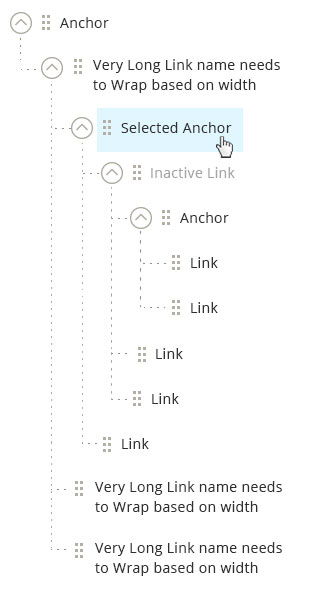 Anchor
Very Long Link name needs
to Wrap based on width
Selected Anchor
Inactive Link
Anchor
Link
Link
Link
Link
Link
Very Long Link name needs
to Wrap based on width
Very Long Link name needs
to Wrap based on width